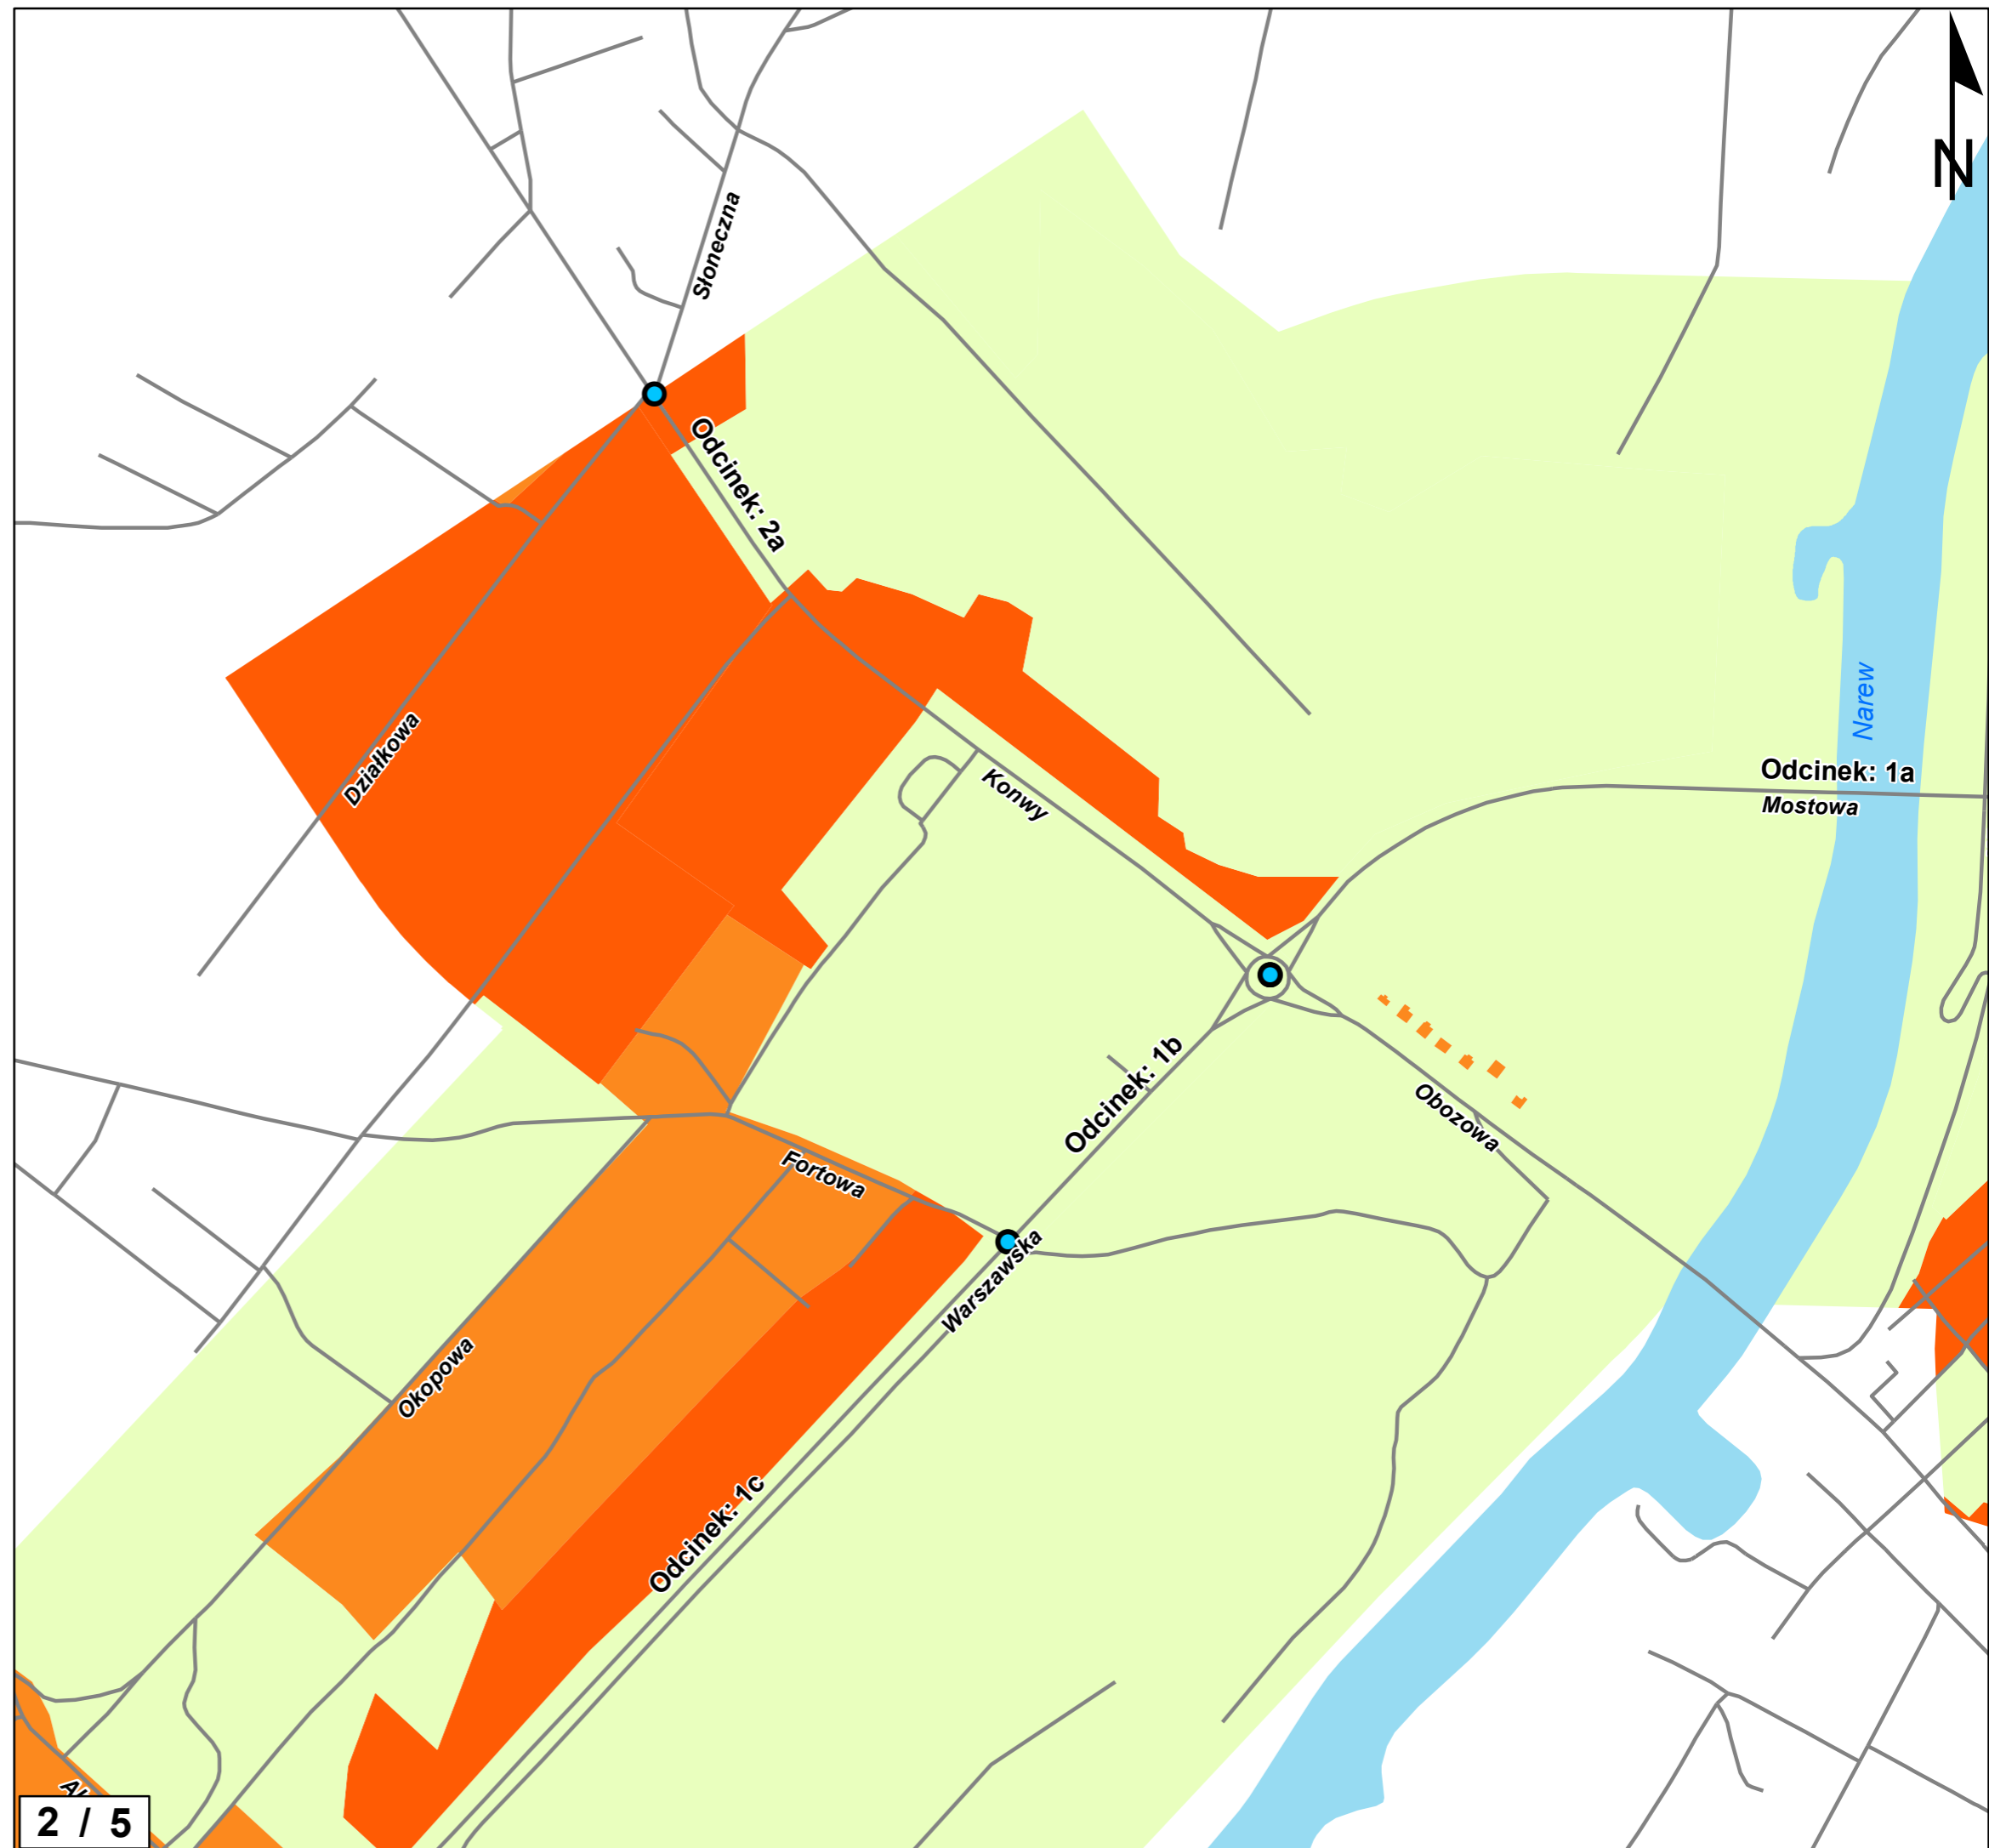 N
Słoneczna
Odcinek: 2a
Narew
Działkowa
Odcinek: 1a
Mostowa
Konwy
Odcinek: 1b
Obozowa
Fortowa
Warszawska
Okopowa
Odcinek: 1c
2 / 5